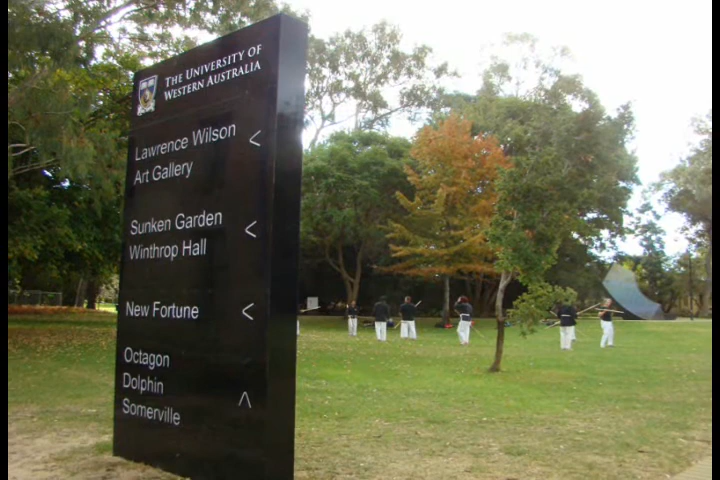 THE UNIVERSITY OF
WESTERN AUSTRALIA
Lawrence Wilson <
Art Gallery
Sunken Garden <
Winthrop Hall
New Fortune <
Octagon
Dolphin
Somerville ^